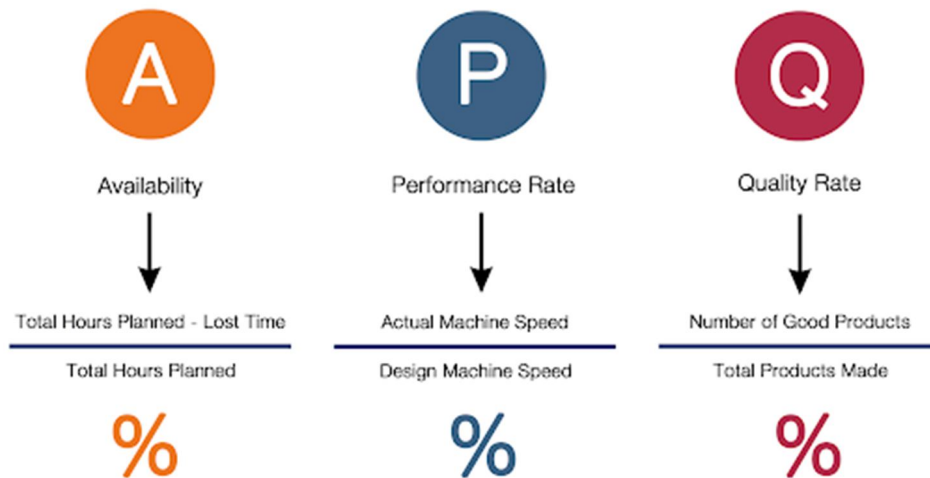 A
P
Q
Availability
Performance Rate
Quality Rate
Total Hours Planned - Lost Time
Total Hours Planned
Actual Machine Speed
Design Machine Speed
Number of Good Products
Total Products Made
%
%
%